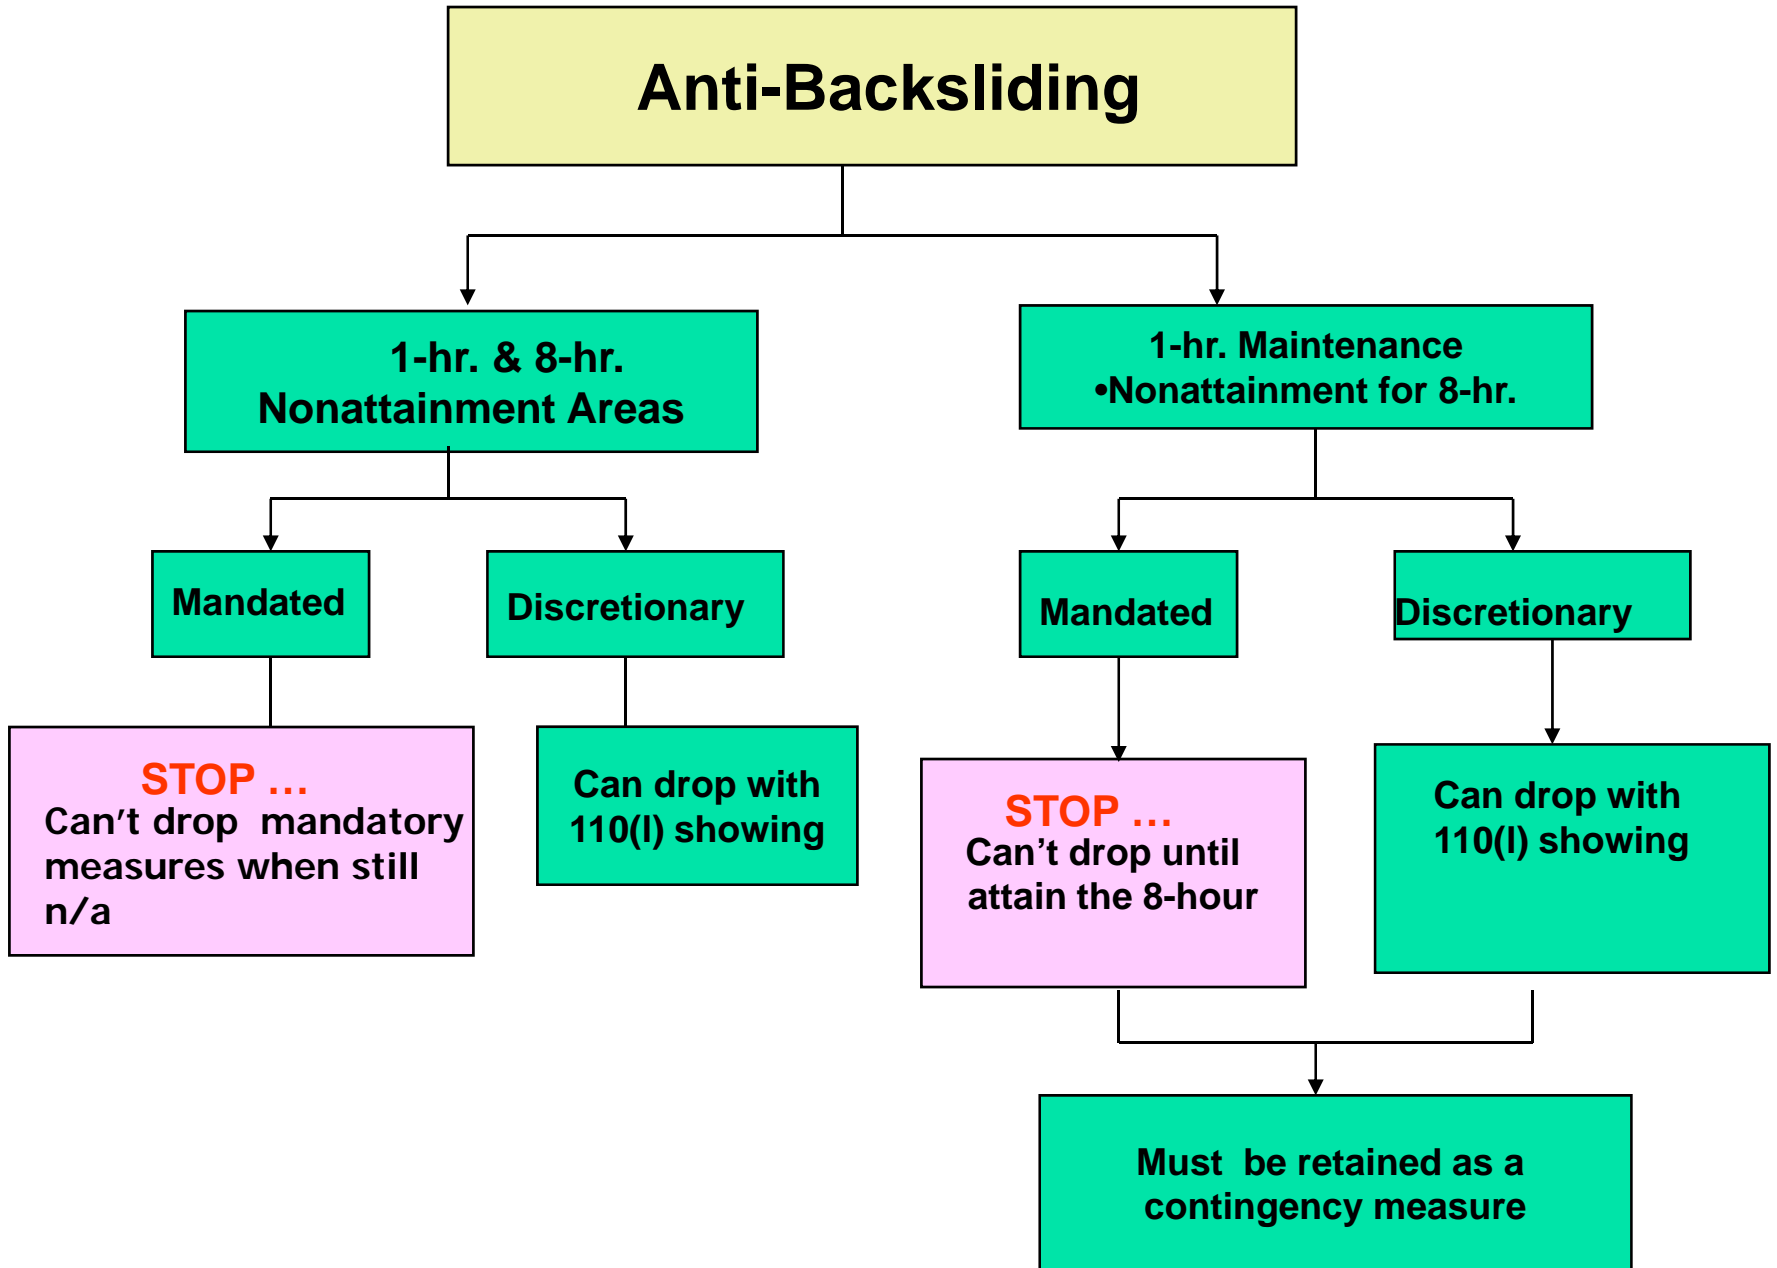 Anti-Backsliding
1-hr. & 8-hr.
Nonattainment Areas
1-hr. Maintenance
•Nonattainment for 8-hr.
Mandated
Discretionary
Mandated
Discretionary
STOP …
Can't drop  mandatory
measures when still
n/a
Can drop with
110(l) showing
STOP …
Can’t drop until
attain the 8-hour
Can drop with
110(l) showing
Must  be retained as a
contingency measure